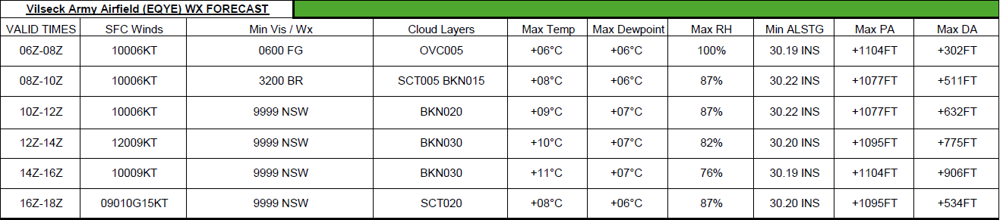 Vilseck Army Airfield (EQYE) WX FORECAST
VALID TIMES SFC Winds Min Vis / Wx Cloud Layers Max Temp Max Dewpoint Max RH Min ALSTG Max PA Max DA
06Z-08Z 10006KT 0600 FG OVC005 +06°C +06°C 100% 30.19 INS +1104FT +302FT
08Z-10Z 10006KT 3200 BR SCT005 BKN015 +08°C +06°C 87% 30.22 INS +1077FT +511FT
10Z-12Z 10006KT 9999 NSW BKN020 +09°C +07°C 87% 30.22 INS +1077FT +632FT
12Z-14Z 12009KT 9999 NSW BKN030 +10°C +07°C 82% 30.20 INS +1095FT +775FT
14Z-16Z 10009KT 9999 NSW BKN030 +11°C +07°C 76% 30.19 INS +1104FT +906FT
16Z-18Z 09010G15KT 9999 NSW SCT020 +08°C +06°C 87% 30.20 INS +1095FT +534FT